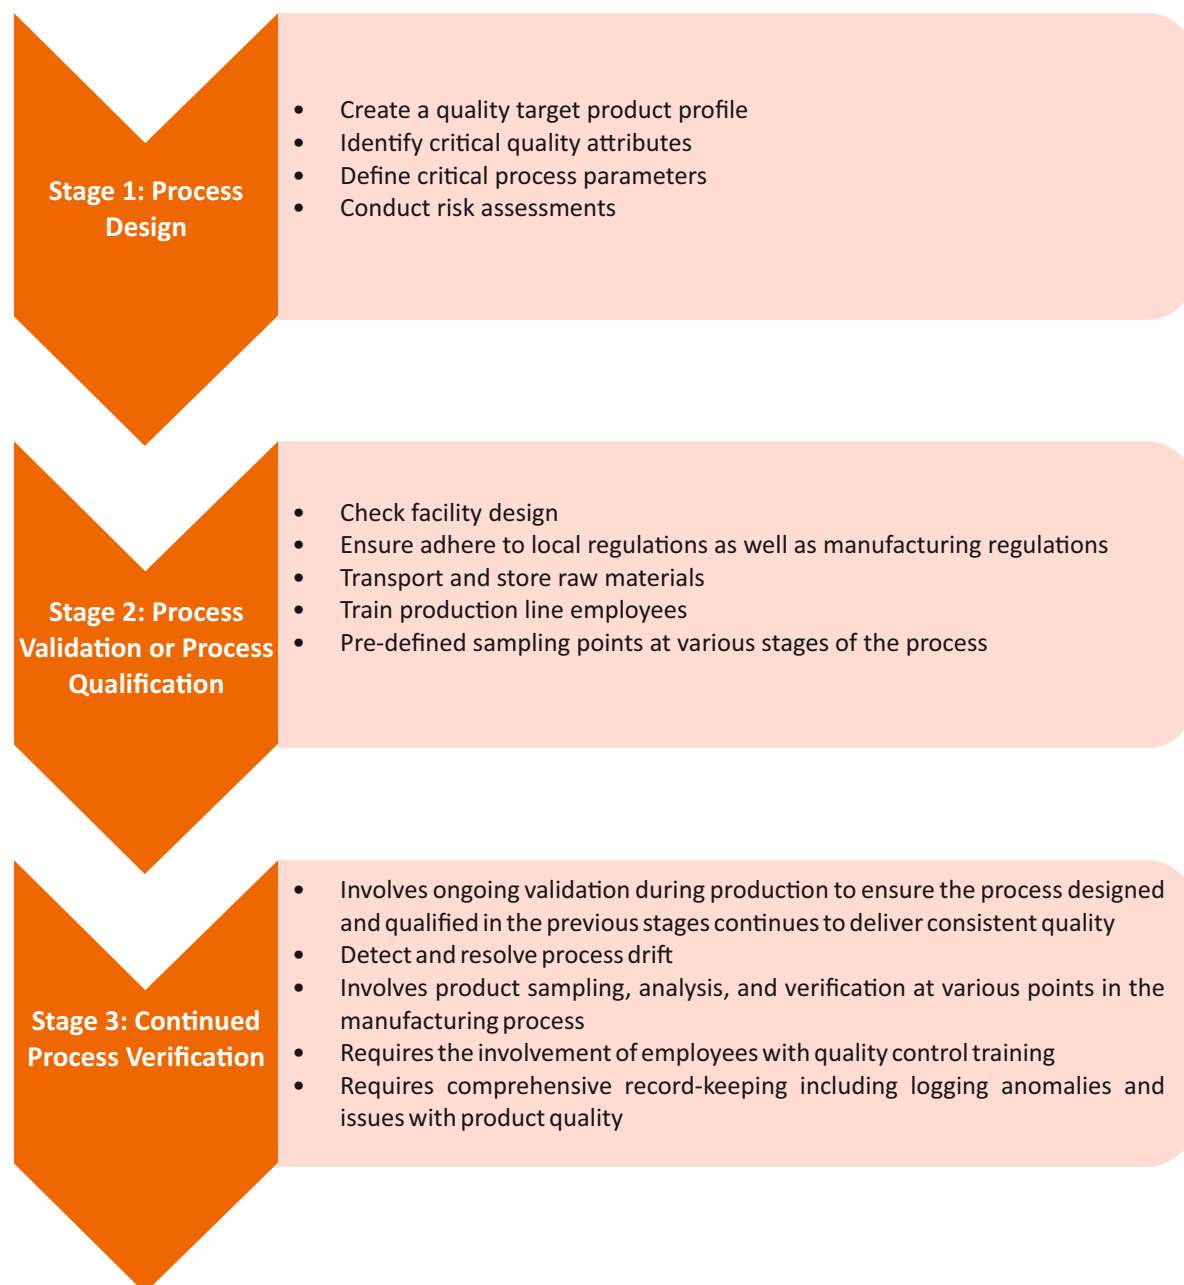 Stage 1: Process
Design
• Create a quality target product profile
• Identify critical quality attributes
• Define critical process parameters
• Conduct risk assessments
Stage 2: Process
Validation or Process
Qualification
• Check facility design
• Ensure adhere to local regulations as well as manufacturing regulations
• Transport and store raw materials
• Train production line employees
• Pre-defined sampling points at various stages of the process
Stage 3: Continued
Process Verification
• Involves ongoing validation during production to ensure the process designed
and qualified in the previous stages continues to deliver consistent quality
• Detect and resolve process drift
• Involves product sampling, analysis, and verification at various points in the
manufacturing process
• Requires the involvement of employees with quality control training
• Requires comprehensive record-keeping including logging anomalies and
issues with product quality